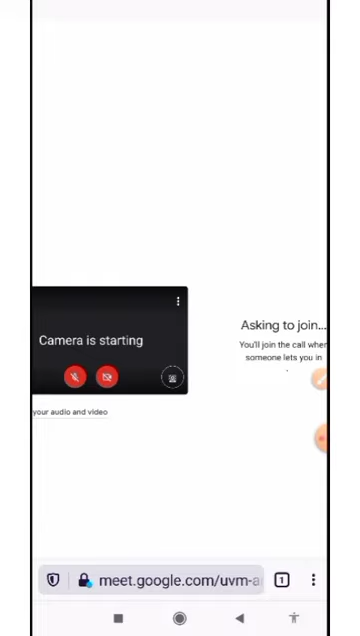 Camera is starting
Asking to join...
You'll join the call when
someone lets you in
your audio and video
meet.google.com/uvm-a
1